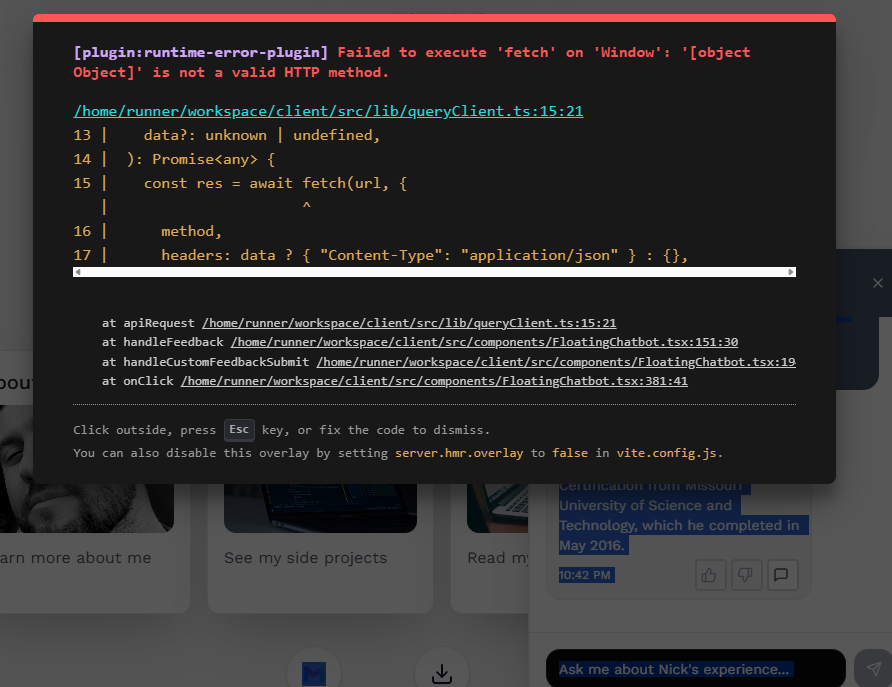 [plugin:runtime-error-plugin] Failed to execute 'fetch' on 'Window': '[object
Object]' is not a valid HTTP method.
/home/runner/workspace/client/src/lib/queryClient.ts:15:21
13 |    data?: unknown | undefined,
14 |  ): Promise<any> {
15 |    const res = await fetch(url, {
   |                      ^
16 |      method,
17 |      headers: data ? { "Content-Type": "application/json" } : {},
at apiRequest /home/runner/workspace/client/src/lib/queryClient.ts:15:21
at handleFeedback /home/runner/workspace/client/src/components/FloatingChatbot.tsx:151:30
at handleCustomFeedbackSubmit /home/runner/workspace/client/src/components/FloatingChatbot.tsx:19
at onClick /home/runner/workspace/client/src/components/FloatingChatbot.tsx:381:41
Click outside, press Esc key, or fix the code to dismiss.
You can also disable this overlay by setting server.hmr.overlay to false in vite.config.js.
bou
arn more about me
See my side projects
Read my
Certification from Missouri
University of Science and
Technology, which he completed in
May 2016.
10:42 PM
Ask me about Nick's experience...